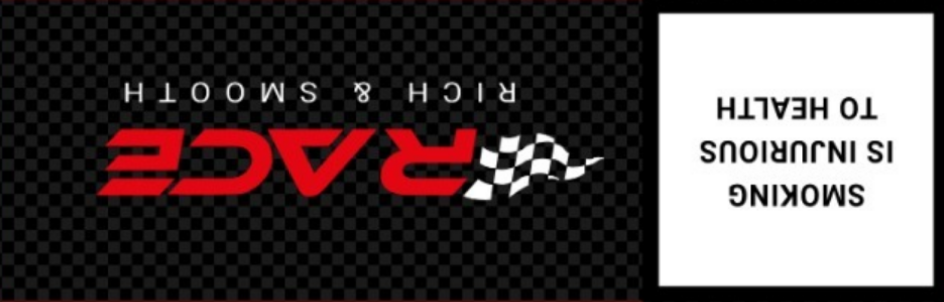 SMOKING
IS INJURIOUS
TO HEALTH
RACE
RICH & SMOOTH